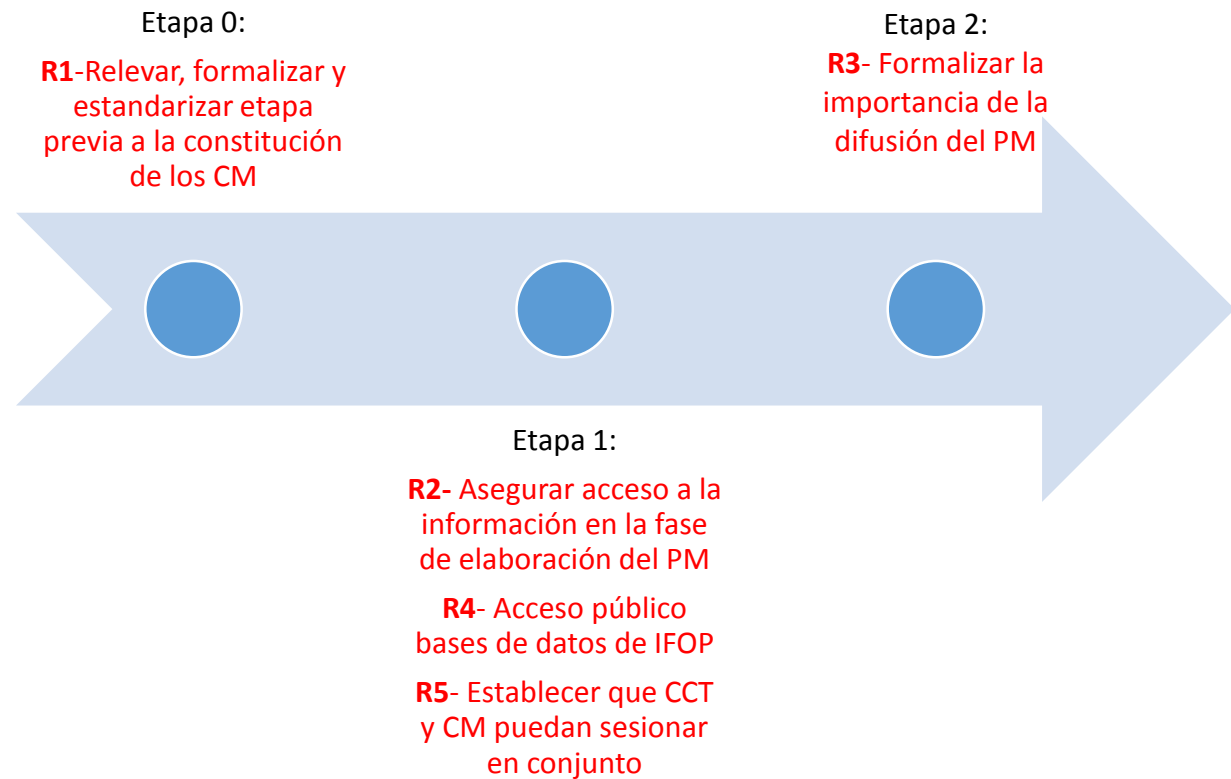 Etapa 0:
R1-Relevar, formalizar y
estandarizar etapa
previa a la constitución
de los CM
Etapa 2:
R3- Formalizar la
importancia de la
difusión del PM
Etapa 1:
R2- Asegurar acceso a la
información en la fase
de elaboración del PM
R4- Acceso público
bases de datos de IFOP
R5- Establecer que CCT
y CM puedan sesionar
en conjunto